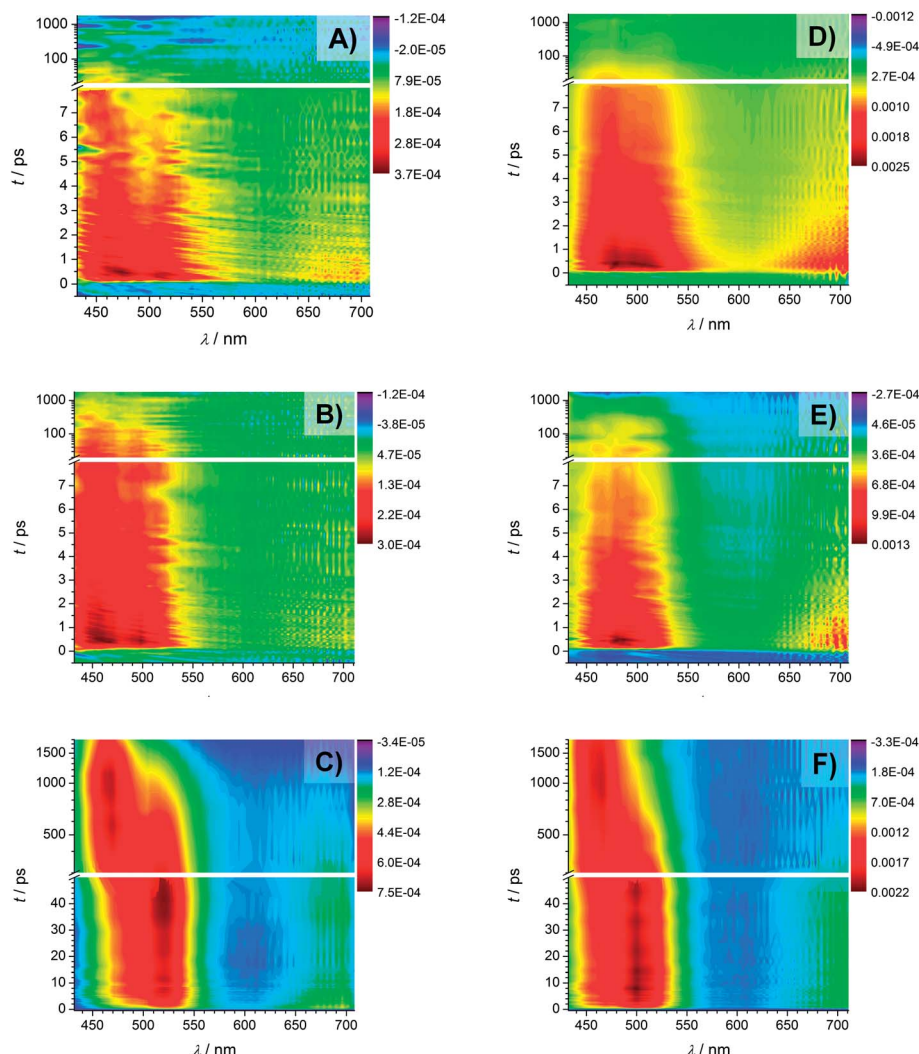 A)
1000
100
7
6
5
4
3
2
1
0
t / ps
450 500 550 600 650 700
λ / nm
-1.2E-04
-2.0E-05
7.9E-05
1.8E-04
2.8E-04
3.7E-04
D)
1000
100
7
6
5
4
3
2
1
0
t / ps
450 500 550 600 650 700
λ / nm
-0.0012
-4.9E-04
2.7E-04
0.0010
0.0018
0.0025
B)
1000
100
7
6
5
4
3
2
1
0
t / ps
450 500 550 600 650 700
-1.2E-04
-3.8E-05
4.7E-05
1.3E-04
2.2E-04
3.0E-04
E)
1000
100
7
6
5
4
3
2
1
0
t / ps
450 500 550 600 650 700
-2.7E-04
4.6E-05
3.6E-04
6.8E-04
9.9E-04
0.0013
C)
1500
1000
500
40
30
20
10
0
t / ps
450 500 550 600 650 700
λ / nm
-3.4E-05
1.2E-04
2.8E-04
4.4E-04
6.0E-04
7.5E-04
F)
1500
1000
500
40
30
20
10
0
t / ps
450 500 550 600 650 700
λ / nm
-3.3E-04
1.8E-04
7.0E-04
0.0012
0.0017
0.0022